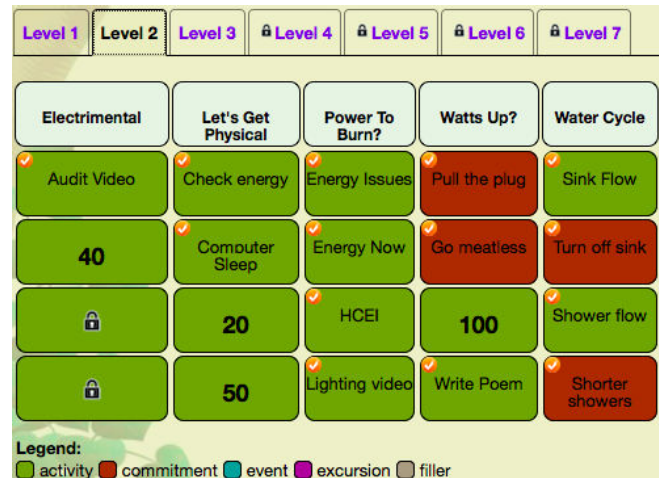 Level 1 Level 2 Level 3 Level 4 Level 5 Level 6 Level 7
Electrimental Let's Get Physical Power To Burn? Watts Up? Water Cycle
Audit Video Check energy Energy Issues Pull the plug Sink Flow
40 Computer Sleep Energy Now Go meatless Turn off sink
20 HCEI 100 Shower flow
50 Lighting video Write Poem Shorter showers
Legend:
activity commitment event excursion filler